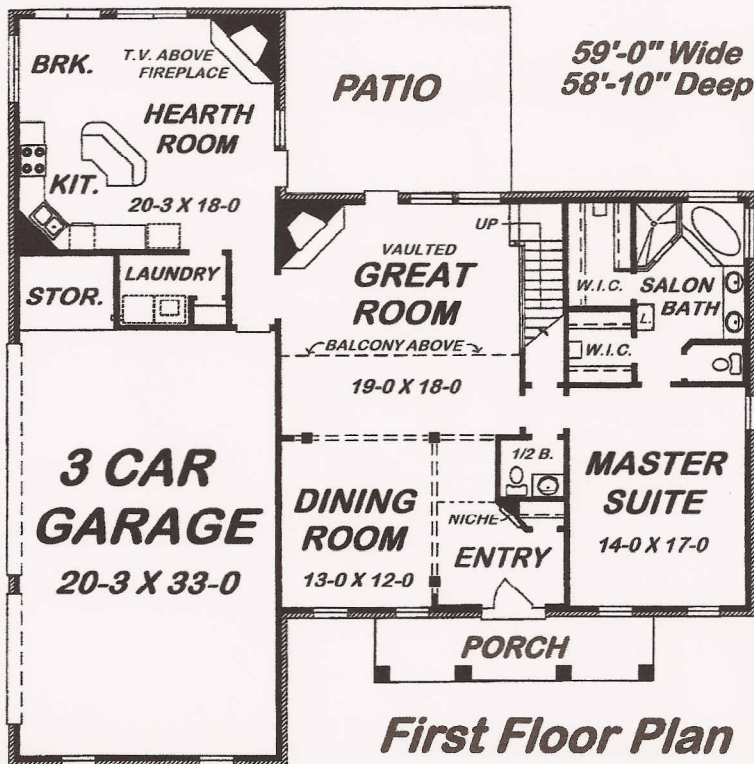 59'-0" Wide
58'-10" Deep
BRK.
T.V. ABOVE
FIREPLACE
HEARTH
ROOM
KIT.
20-3 X 18-0
PATIO
LAUNDRY
STOR.
VAULTED
GREAT
ROOM
BALCONY ABOVE
19-0 X 18-0
UP
W.I.C.
SALON
BATH
L.
W.I.C.
3 CAR
GARAGE
20-3 X 33-0
DINING
ROOM
13-0 X 12-0
1/2 B.
NICHE
ENTRY
MASTER
SUITE
14-0 X 17-0
PORCH
First Floor Plan